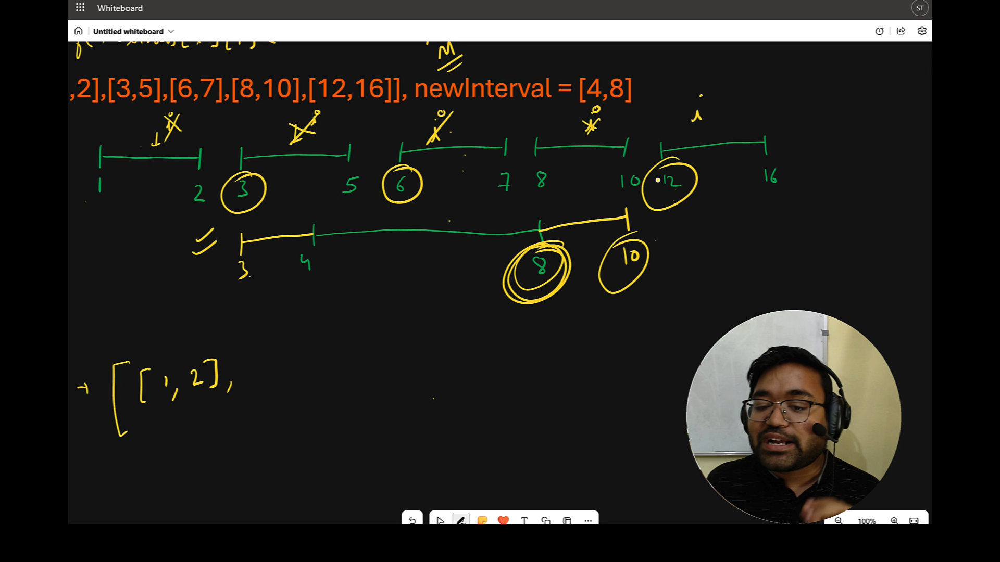 Whiteboard
ST
Untitled whiteboard
M
,2],[3,5],[6,7],[8,10],[12,16]], newInterval = [4,8]
i
1 2 3 5 6 7 8 10 12 16
3 4 8 10
[ [ 1, 2 ],
T
100%